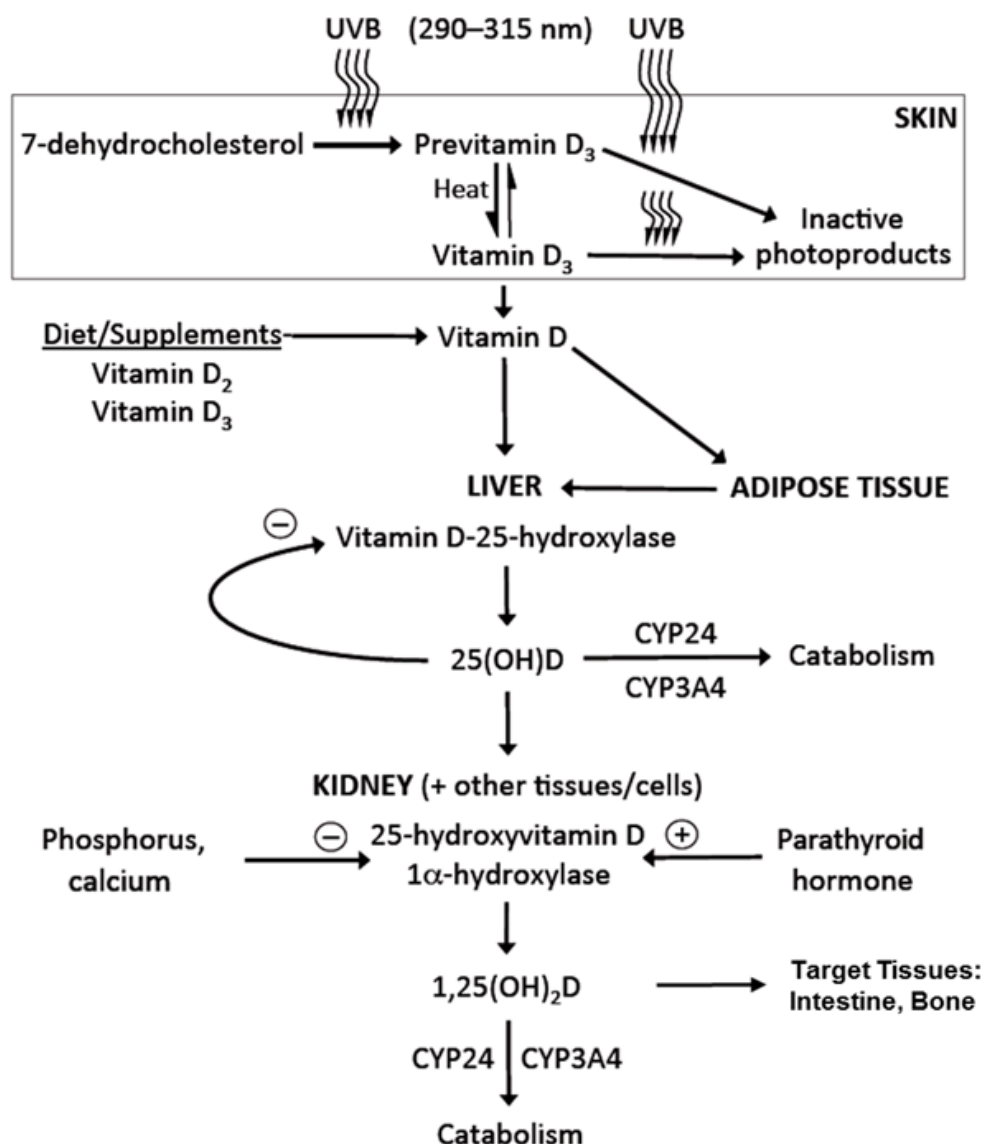 UVB (290–315 nm) UVB
SKIN
7-dehydrocholesterol Previtamin D₃
Heat
Inactive
photoproducts
Vitamin D₃
Diet/Supplements Vitamin D
Vitamin D₂
Vitamin D₃
LIVER ADIPOSE TISSUE
− Vitamin D-25-hydroxylase
CYP24
25(OH)D Catabolism
CYP3A4
KIDNEY (+ other tissues/cells)
Phosphorus,
calcium
− 25-hydroxyvitamin D +
1α-hydroxylase
Parathyroid
hormone
1,25(OH)₂D
Target Tissues:
Intestine, Bone
CYP24 CYP3A4
Catabolism